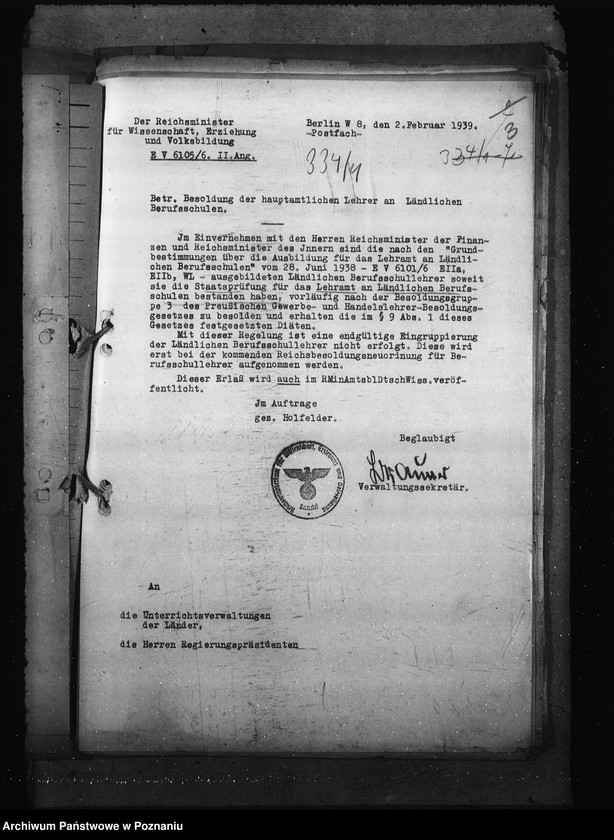 Der Reichsminister
für Wissenschaft, Erziehung
und Volksbildung
E V 6105/6. II.Ang.
Berlin W 8, den 2.Februar 1939.
-Postfach-
3
334/41
Betr. Besoldung der hauptamtlichen Lehrer an Ländlichen
Berufsschulen.
Jm Einvernehmen mit den Herren Reichsminister der Finan-
zen und Reichsminister des Jnnern sind die nach den "Grund-
bestimmungen über die Ausbildung für das Lehramt an Ländli-
chen Berufsschulen" vom 28. Juni 1938 - E V 6101/6 EIIa,
EIIb, WL - ausgebildeten Ländlichen Berufsschullehrer soweit
sie die Staatsprüfung für das Lehramt an Ländlichen Berufs-
schulen bestanden haben, vorläufig nach der Besoldungsgrup-
pe 3 des Preußischen Gewerbe- und Handelslehrer-Besoldungs-
gesetzes zu besolden und erhalten die im § 9 Abs. 1 dieses
Gesetzes festgesetzten Diäten.
Mit dieser Regelung ist eine endgültige Eingruppierung
der Ländlichen Berufsschullehrer nicht erfolgt. Diese wird
erst bei der kommenden Reichsbesoldungsneuordnung für Be-
rufsschullehrer aufgenommen werden.
Dieser Erlaß wird auch im RMinAmtsblDtschWiss.veröf-
fentlicht.
Jm Auftrage
gez. Holfelder.
Beglaubigt
Verwaltungssekretär.
An
die Unterrichtsverwaltungen
der Länder,
die Herren Regierungspräsidenten
Archiwum Państwowe w Poznaniu